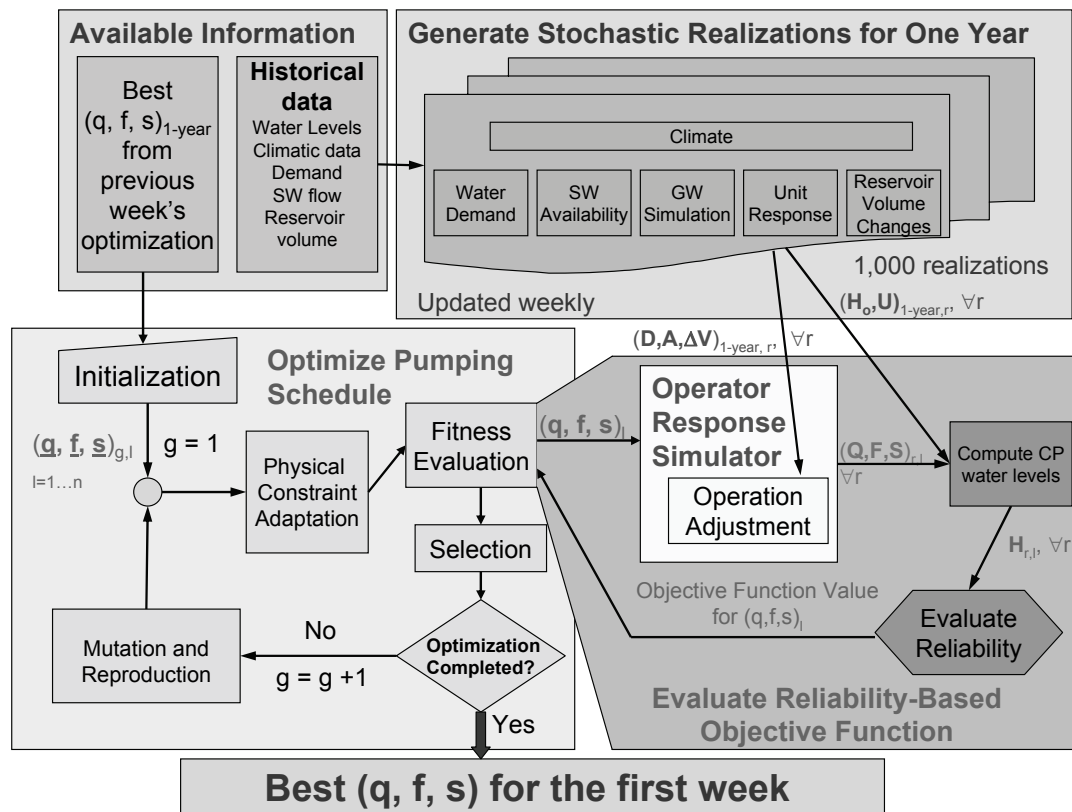 Available Information
Best
(q, f, s)1-year
from
previous
week's
optimization
Historical
data
Water Levels
Climatic data
Demand
SW flow
Reservoir
volume
Generate Stochastic Realizations for One Year
Climate
Water
Demand
SW
Availability
GW
Simulation
Unit
Response
Reservoir
Volume
Changes
1,000 realizations
Updated weekly
(Ho,U)1-year,r, ∀r
(D,A,ΔV)1-year, r, ∀r
Optimize Pumping
Schedule
Initialization
(q, f, s)g,l
l=1…n
g = 1
Physical
Constraint
Adaptation
Fitness
Evaluation
Selection
Optimization
Completed?
No
g = g +1
Mutation and
Reproduction
Yes
(q, f, s)l
Operator
Response
Simulator
Operation
Adjustment
(Q,F,S)r,l
∀r
Compute CP
water levels
Hr,l, ∀r
Evaluate
Reliability
Objective Function Value
for (q,f,s)l
Evaluate Reliability-Based
Objective Function
Best (q, f, s) for the first week